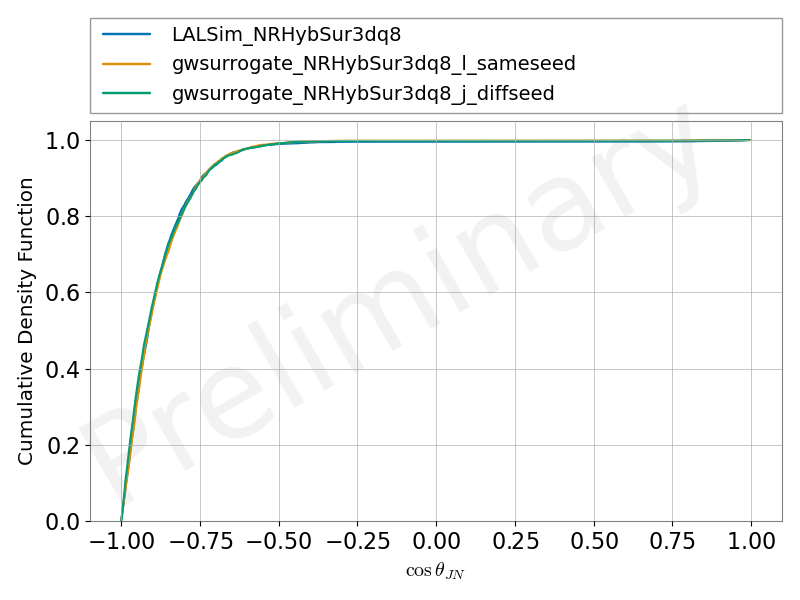 LALSim_NRHybSur3dq8
gwsurrogate_NRHybSur3dq8_l_sameseed
gwsurrogate_NRHybSur3dq8_j_diffseed
1.0
0.8
0.6
0.4
0.2
0.0
Cumulative Density Function
Preliminary
−1.00 −0.75 −0.50 −0.25 0.00 0.25 0.50 0.75 1.00
cos θ_JN